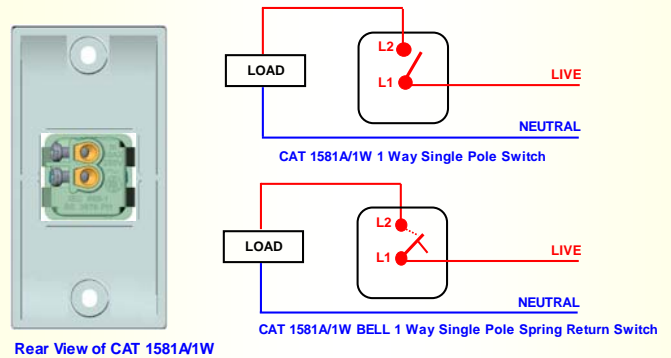 L2
LOAD
L1
LIVE
NEUTRAL
CAT 1581A/1W 1 Way Single Pole Switch
L2
LOAD
L1
LIVE
NEUTRAL
CAT 1581A/1W BELL 1 Way Single Pole Spring Return Switch
Rear View of CAT 1581A/1W